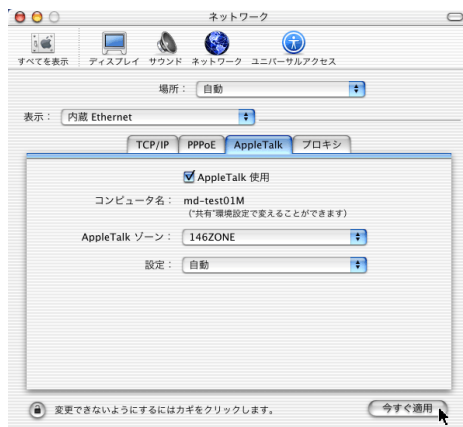 ネットワーク
すべてを表示 ディスプレイ サウンド ネットワーク ユニバーサルアクセス
場所： 自動
表示： 内蔵 Ethernet
TCP/IP PPPoE AppleTalk プロキシ
AppleTalk 使用
コンピュータ名： md-test01M
("共有"環境設定で変えることができます)
AppleTalk ゾーン： 146ZONE
設定： 自動
変更できないようにするにはカギをクリックします。 今すぐ適用